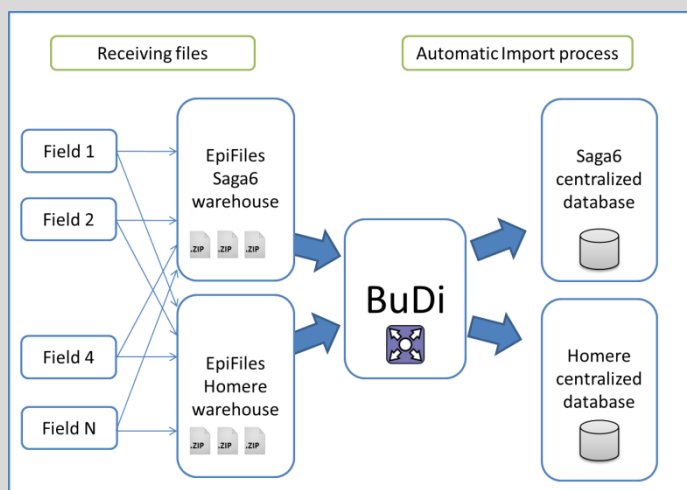 Receiving files
Automatic Import process
Field 1
Field 2
Field 4
Field N
EpiFiles
Saga6
warehouse
.ZIP .ZIP .ZIP
EpiFiles
Homere
warehouse
.ZIP .ZIP .ZIP
BuDi
Saga6
centralized
database
Homere
centralized
database